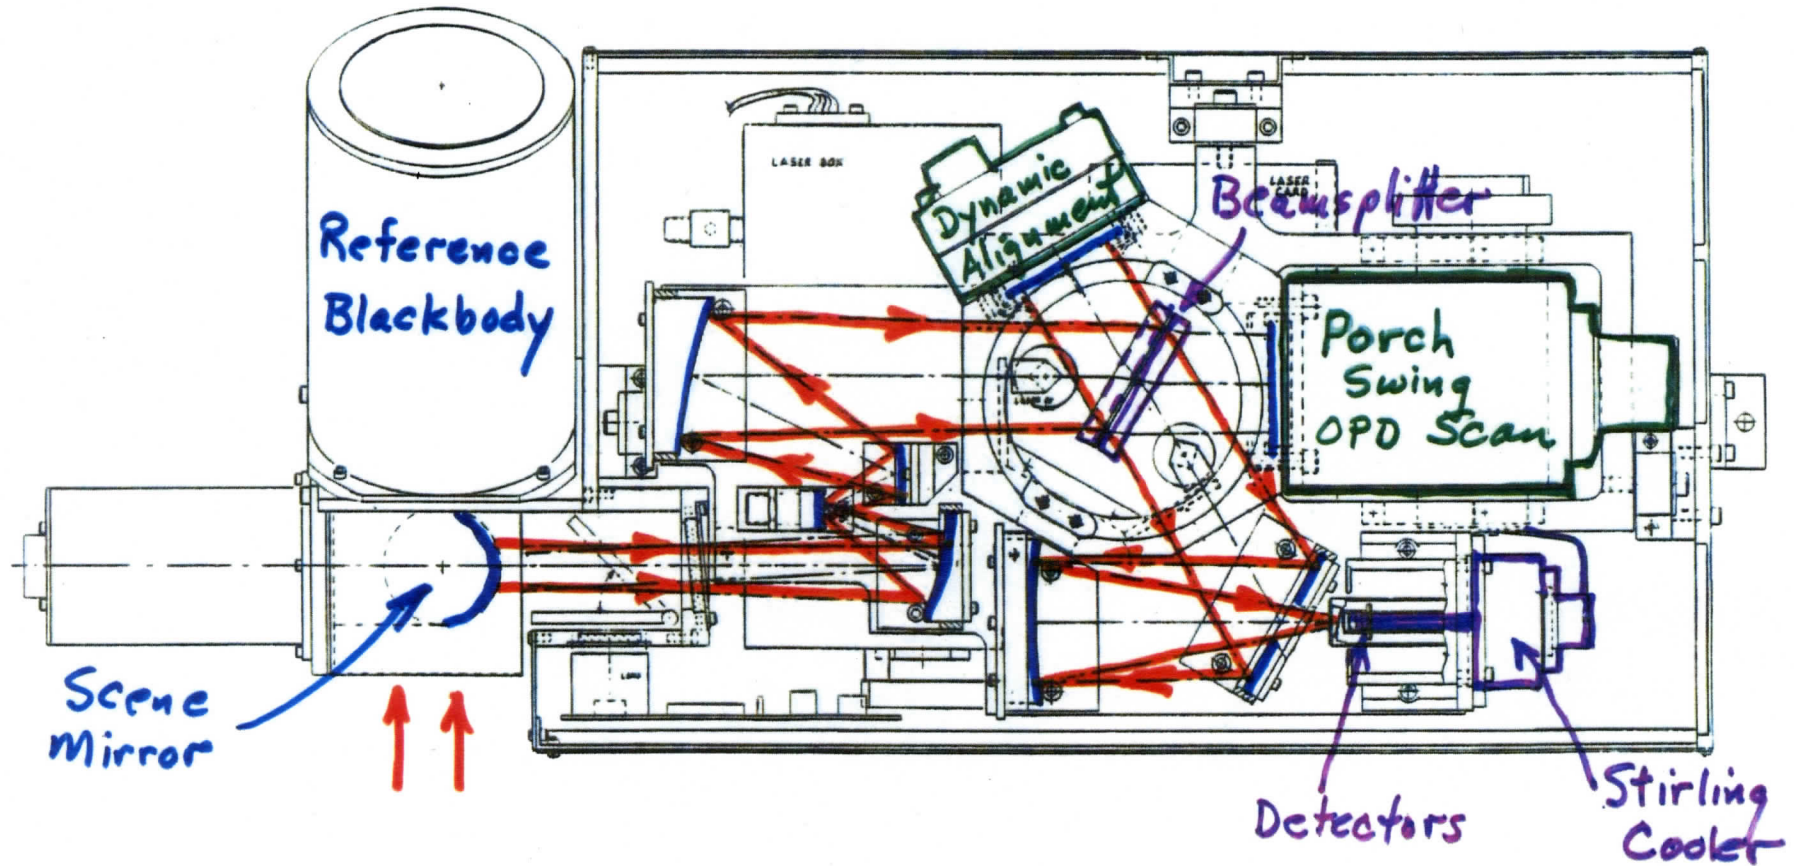 LASER BOX
Dynamic
Alignment
LASER
CARD
Beamsplitter
Reference
Blackbody
Porch
Swing
OPD Scan
Scene
Mirror
Detectors
Stirling
Cooler